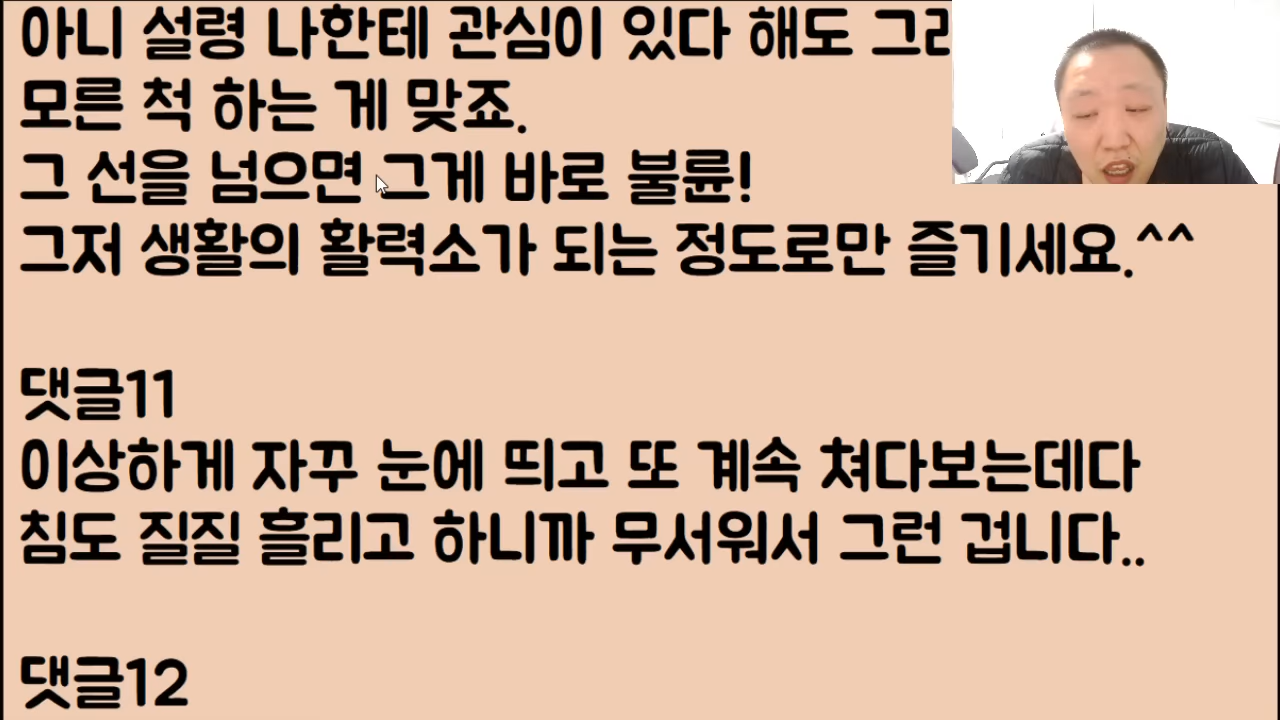 아니 설령 나한테 관심이 있다 해도
모른 척 하는 게 맞죠.
그 선을 넘으면 그게 바로 불륜!
그저 생활의 활력소가 되는 정도로만 즐기세요.^^
댓글11
이상하게 자꾸 눈에 띄고 또 계속 쳐다보는데다
침도 질질 흘리고 하니까 무서워서 그런 겁니다..
댓글12